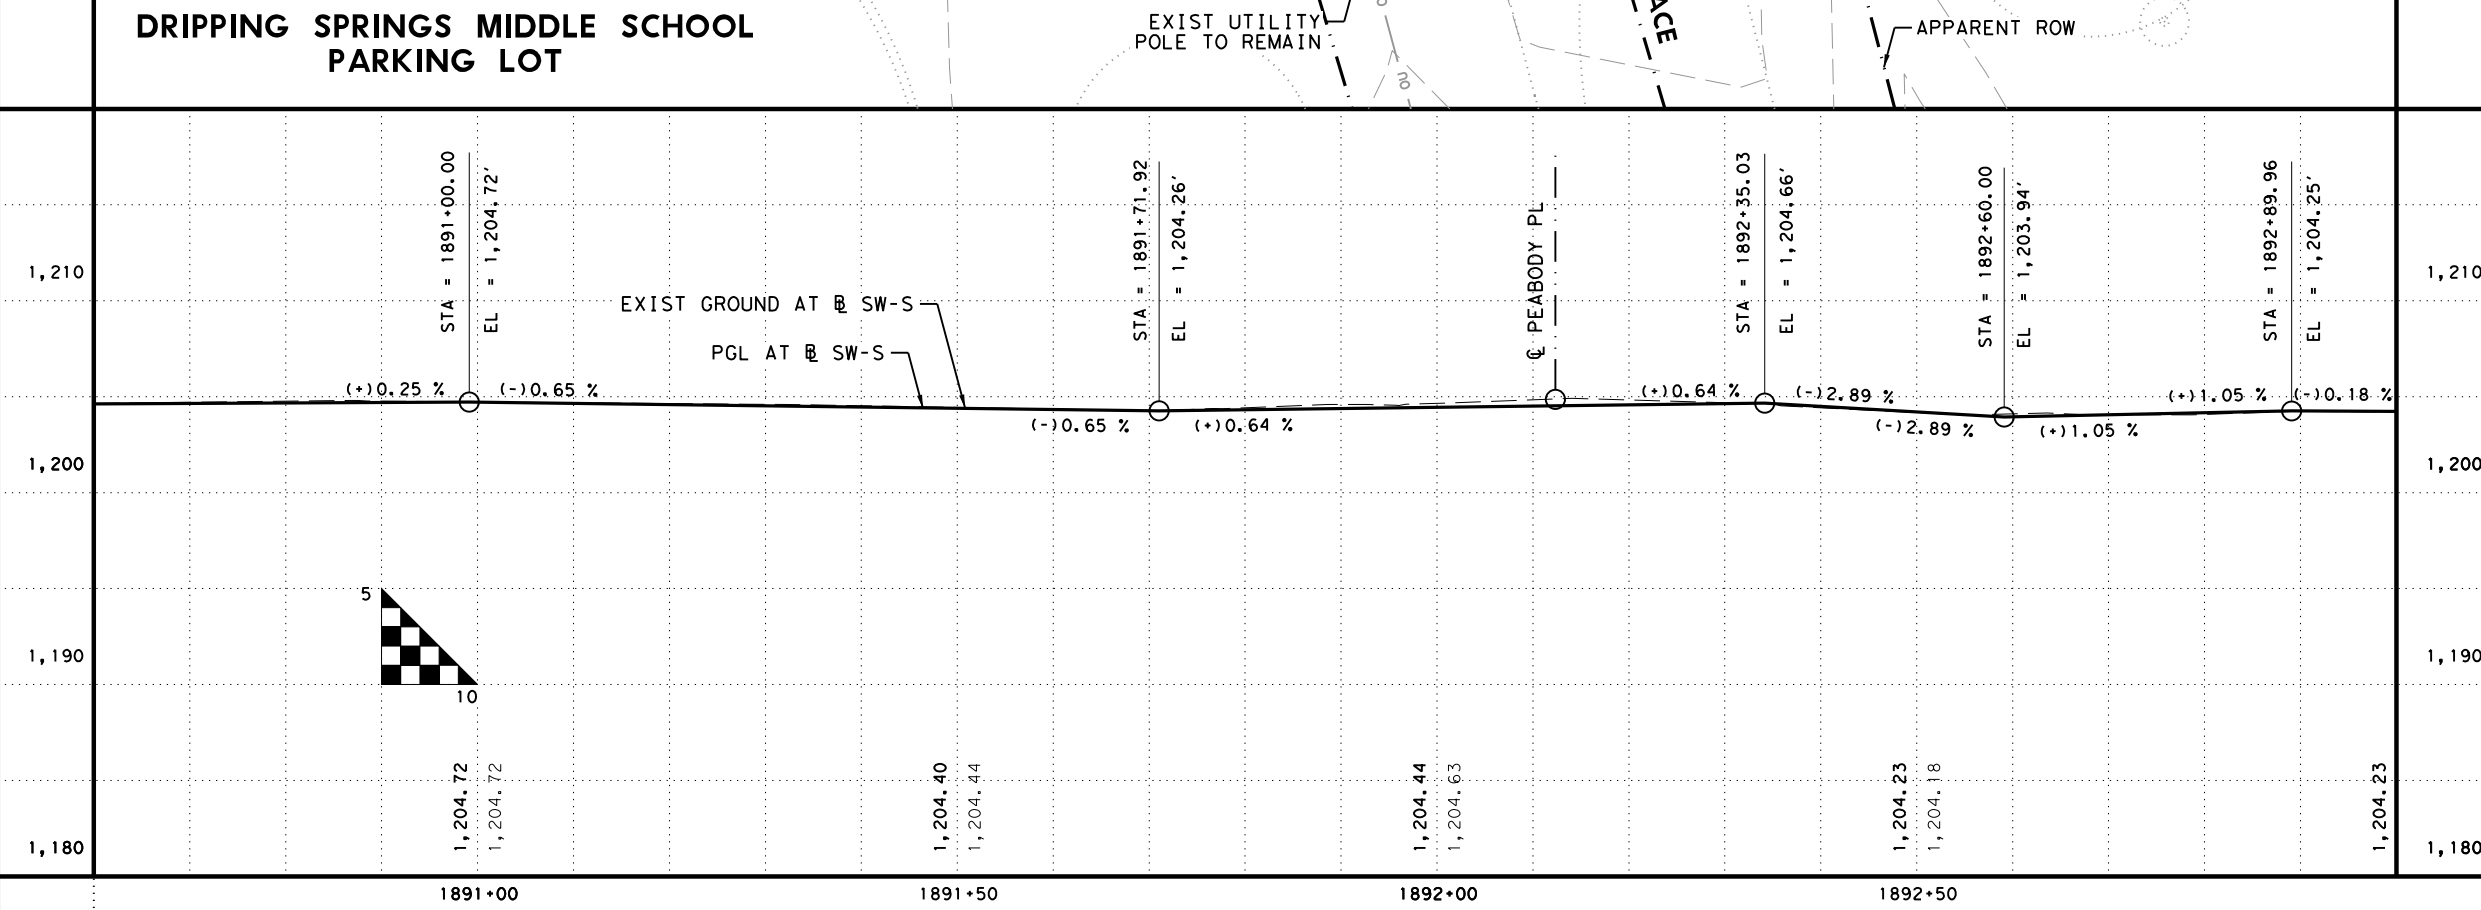 DRIPPING SPRINGS MIDDLE SCHOOL
PARKING LOT
EXIST UTILITY
POLE TO REMAIN
ACE
APPARENT ROW
STA = 1891+00.00
EL = 1,204.72'
STA = 1891+71.92
EL = 1,204.26'
℄ PEABODY PL
STA = 1892+35.03
EL = 1,204.66'
STA = 1892+60.00
EL = 1,203.94'
STA = 1892+89.96
EL = 1,204.25'
1,210
1,210
EXIST GROUND AT BL SW-S
PGL AT BL SW-S
(+)0.25 %
(-)0.65 %
(-)0.65 %
(+)0.64 %
(+)0.64 %
(-)2.89 %
(-)2.89 %
(+)1.05 %
(+)1.05 %
(-)0.18 %
1,200
1,200
5
10
1,190
1,190
1,204.72
1,204.72
1,204.40
1,204.44
1,204.44
1,204.63
1,204.23
1,204.18
1,204.23
1,180
1,180
1891+00
1891+50
1892+00
1892+50